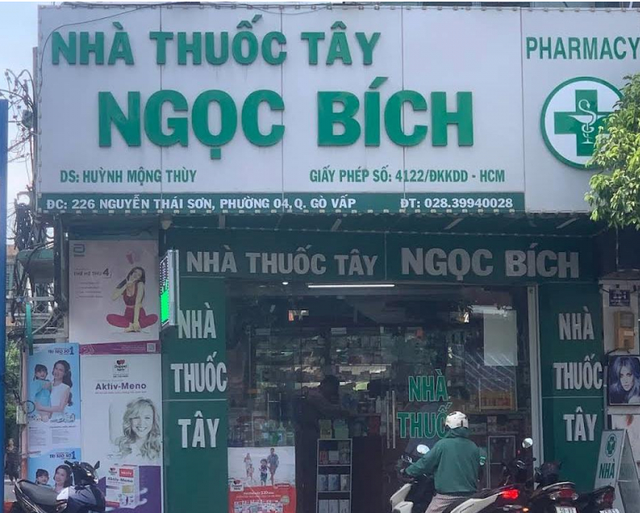 NHÀ THUỐC TÂY
PHARMACY
NGỌC BÍCH
DS: HUỲNH MỘNG THÙY
GIẤY PHÉP SỐ: 4122/ĐKKDD - HCM
ĐC: 226 NGUYỄN THÁI SƠN, PHƯỜNG 04,Q. GÒ VẤP
ĐT: 028.39940028
NHÀ THUỐC TÂY NGỌC BÍCH
NHÀ
THUỐC
TÂY
NHÀ
THUỐC
NHÀ
THUỐC
TÂY
Aktiv-Meno
NHÀ